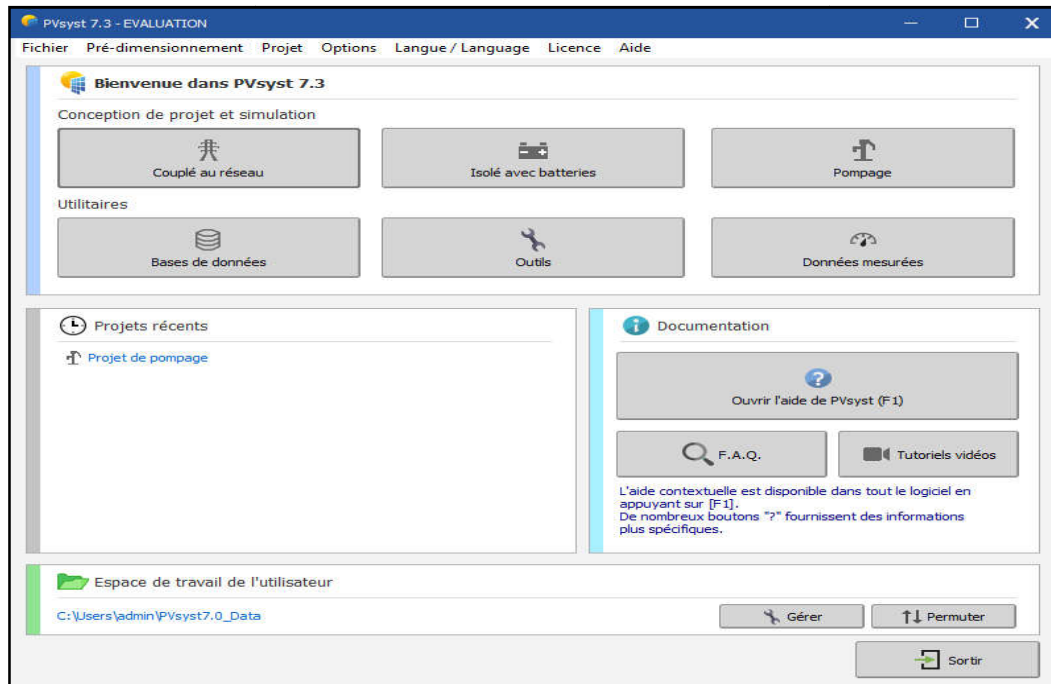 PVsyst 7.3 - EVALUATION
Fichier Pré-dimensionnement Projet Options Langue / Language Licence Aide
Bienvenue dans PVsyst 7.3
Conception de projet et simulation
Couplé au réseau
Isolé avec batteries
Pompage
Utilitaires
Bases de données
Outils
Données mesurées
Projets récents
Projet de pompage
Documentation
Ouvrir l'aide de PVsyst (F1)
F.A.Q.
Tutoriels vidéos
L'aide contextuelle est disponible dans tout le logiciel en
appuyant sur [F1].
De nombreux boutons "?" fournissent des informations
plus spécifiques.
Espace de travail de l'utilisateur
C:\Users\admin\PVsyst7.0_Data
Gérer
Permuter
Sortir